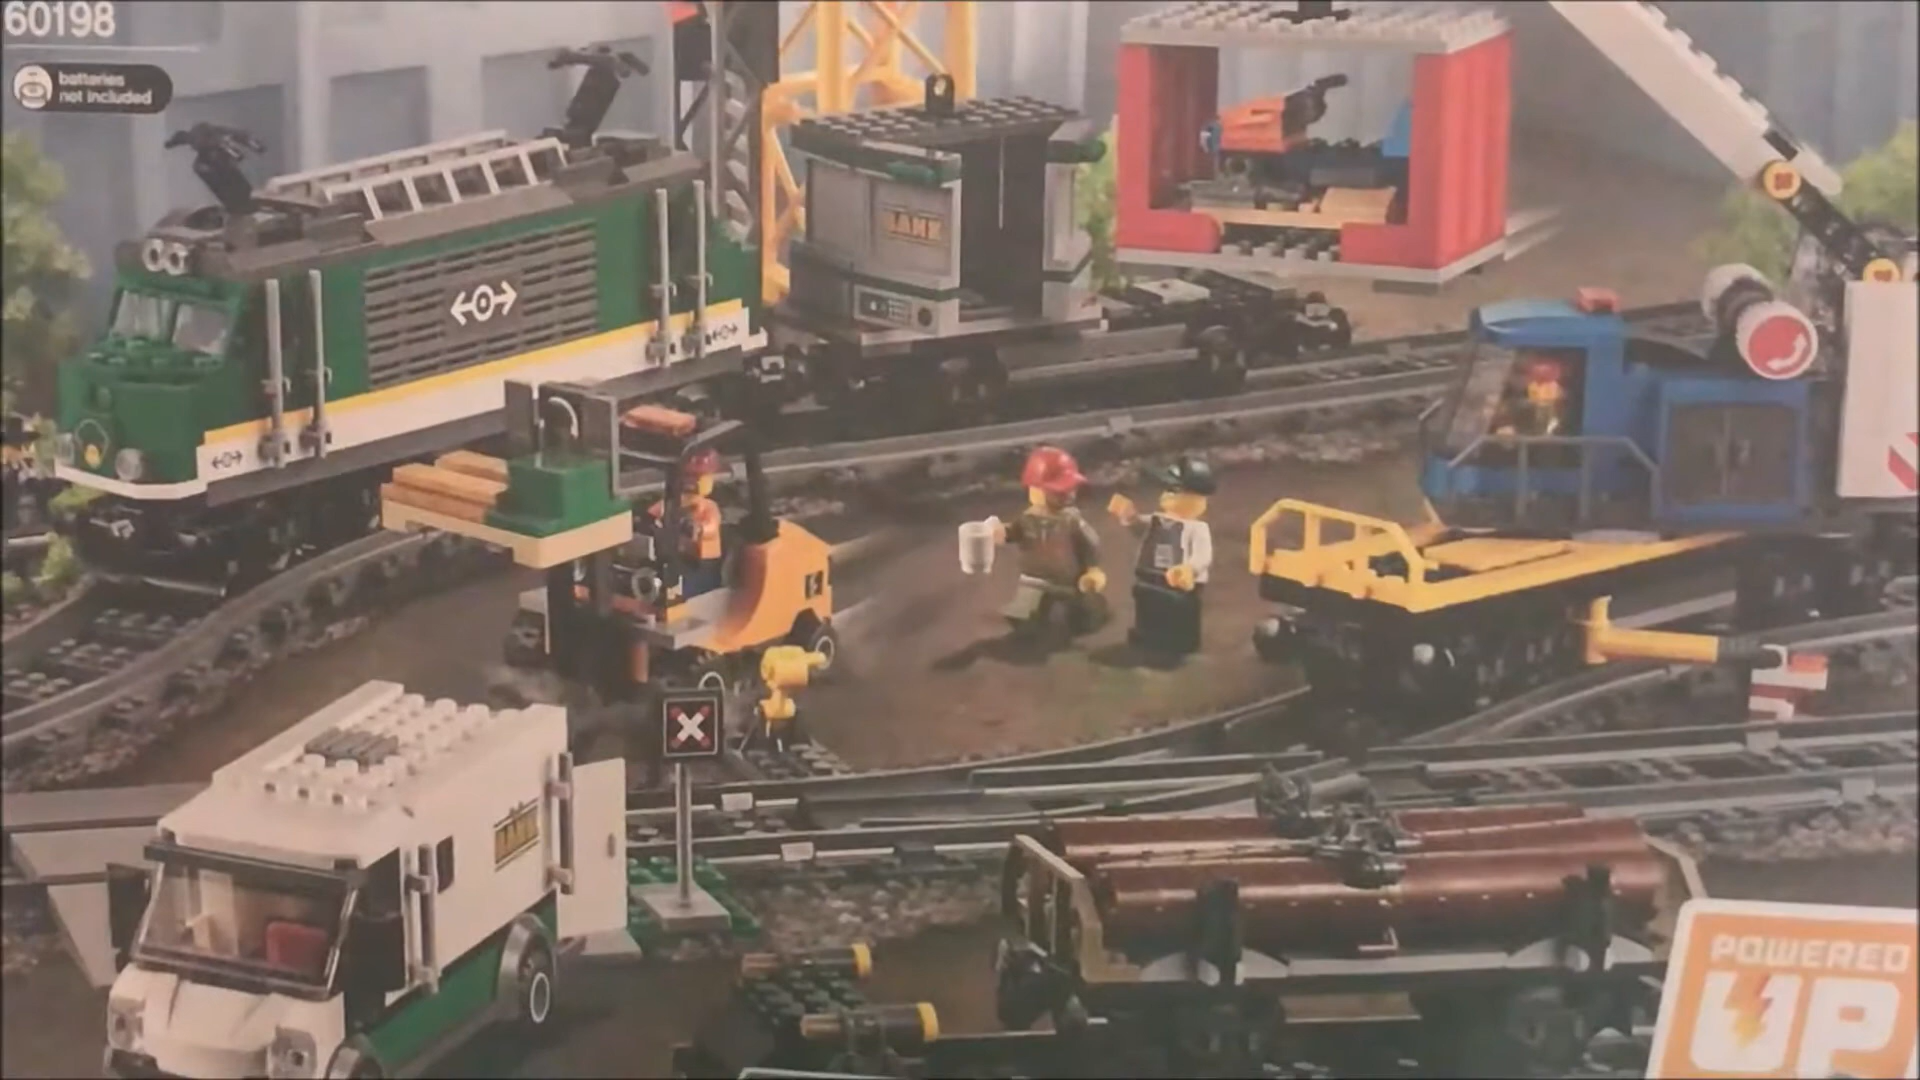 60198
batteries
not included
BANK
BANK
POWERED
UP